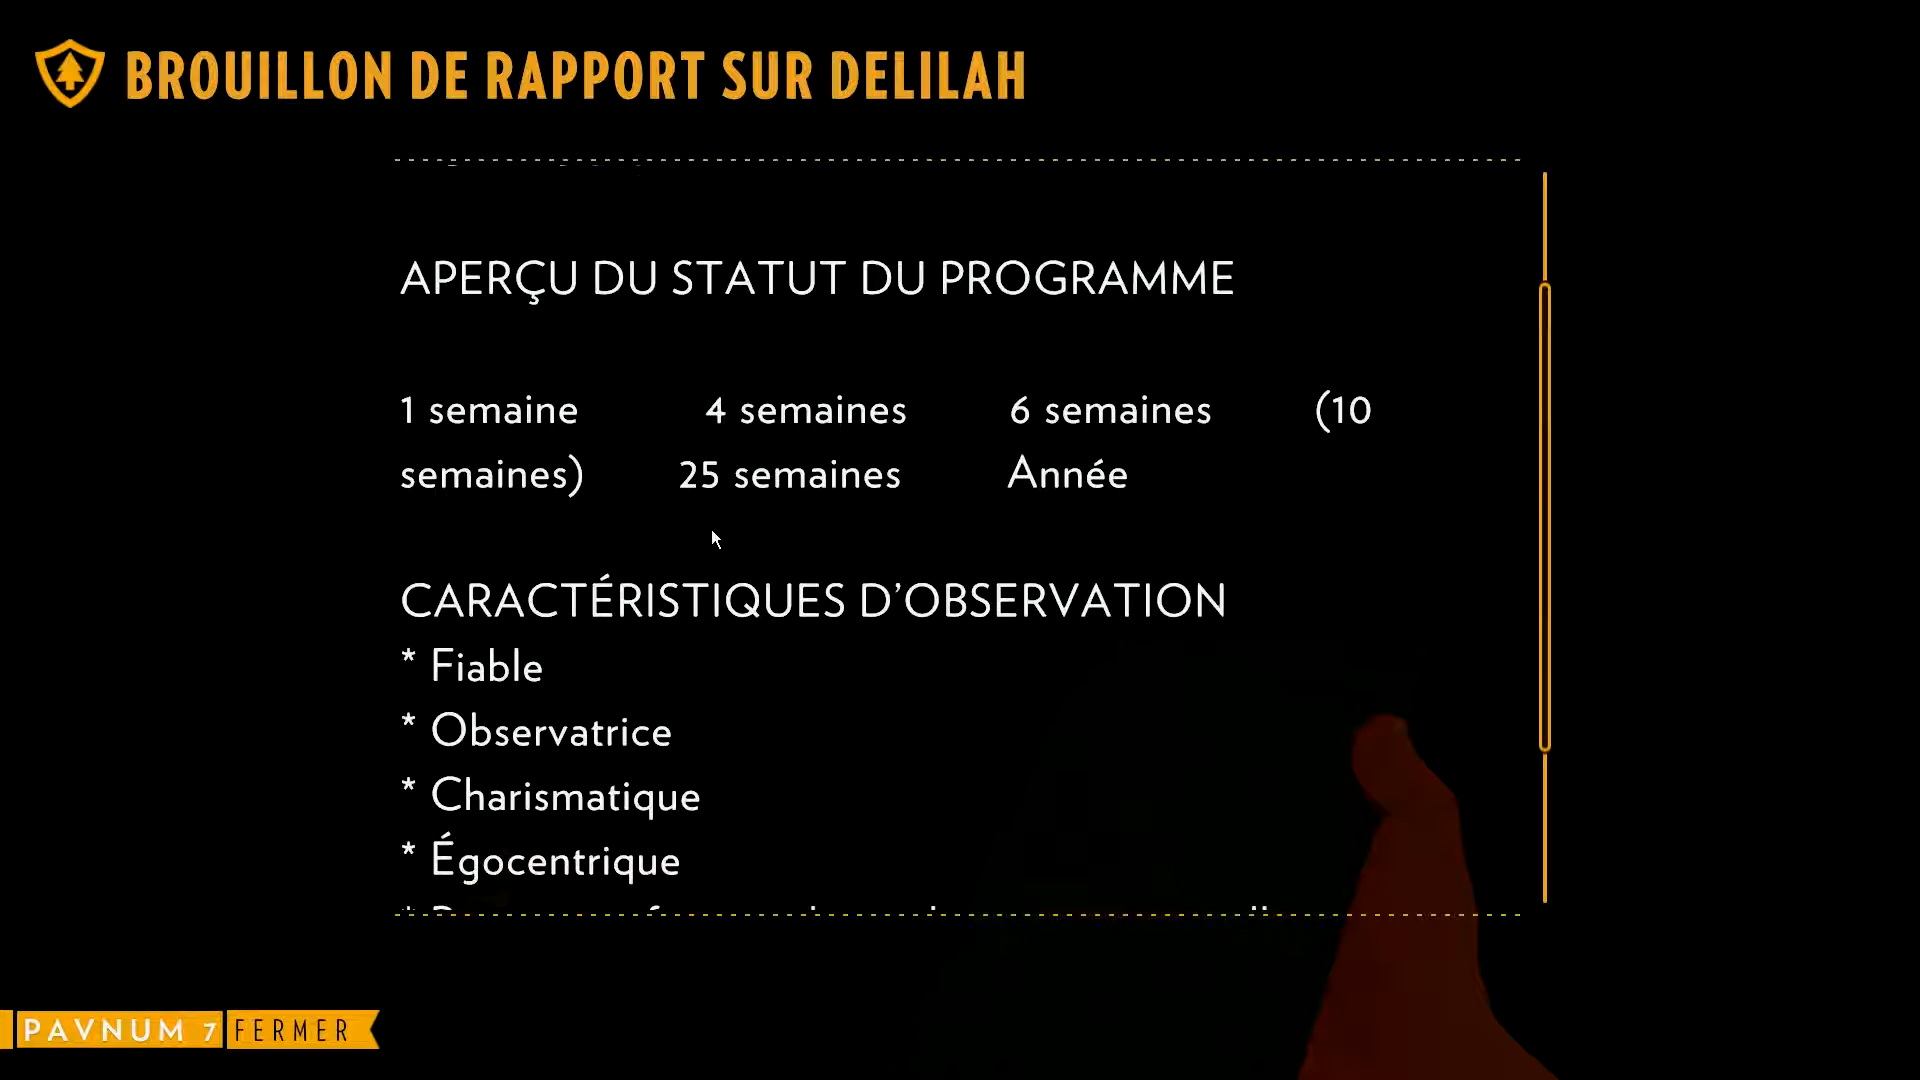 BROUILLON DE RAPPORT SUR DELILAH
APERÇU DU STATUT DU PROGRAMME
1 semaine 4 semaines 6 semaines (10
semaines) 25 semaines Année
CARACTÉRISTIQUES D’OBSERVATION
* Fiable
* Observatrice
* Charismatique
* Égocentrique
PAVNUM 7 FERMER